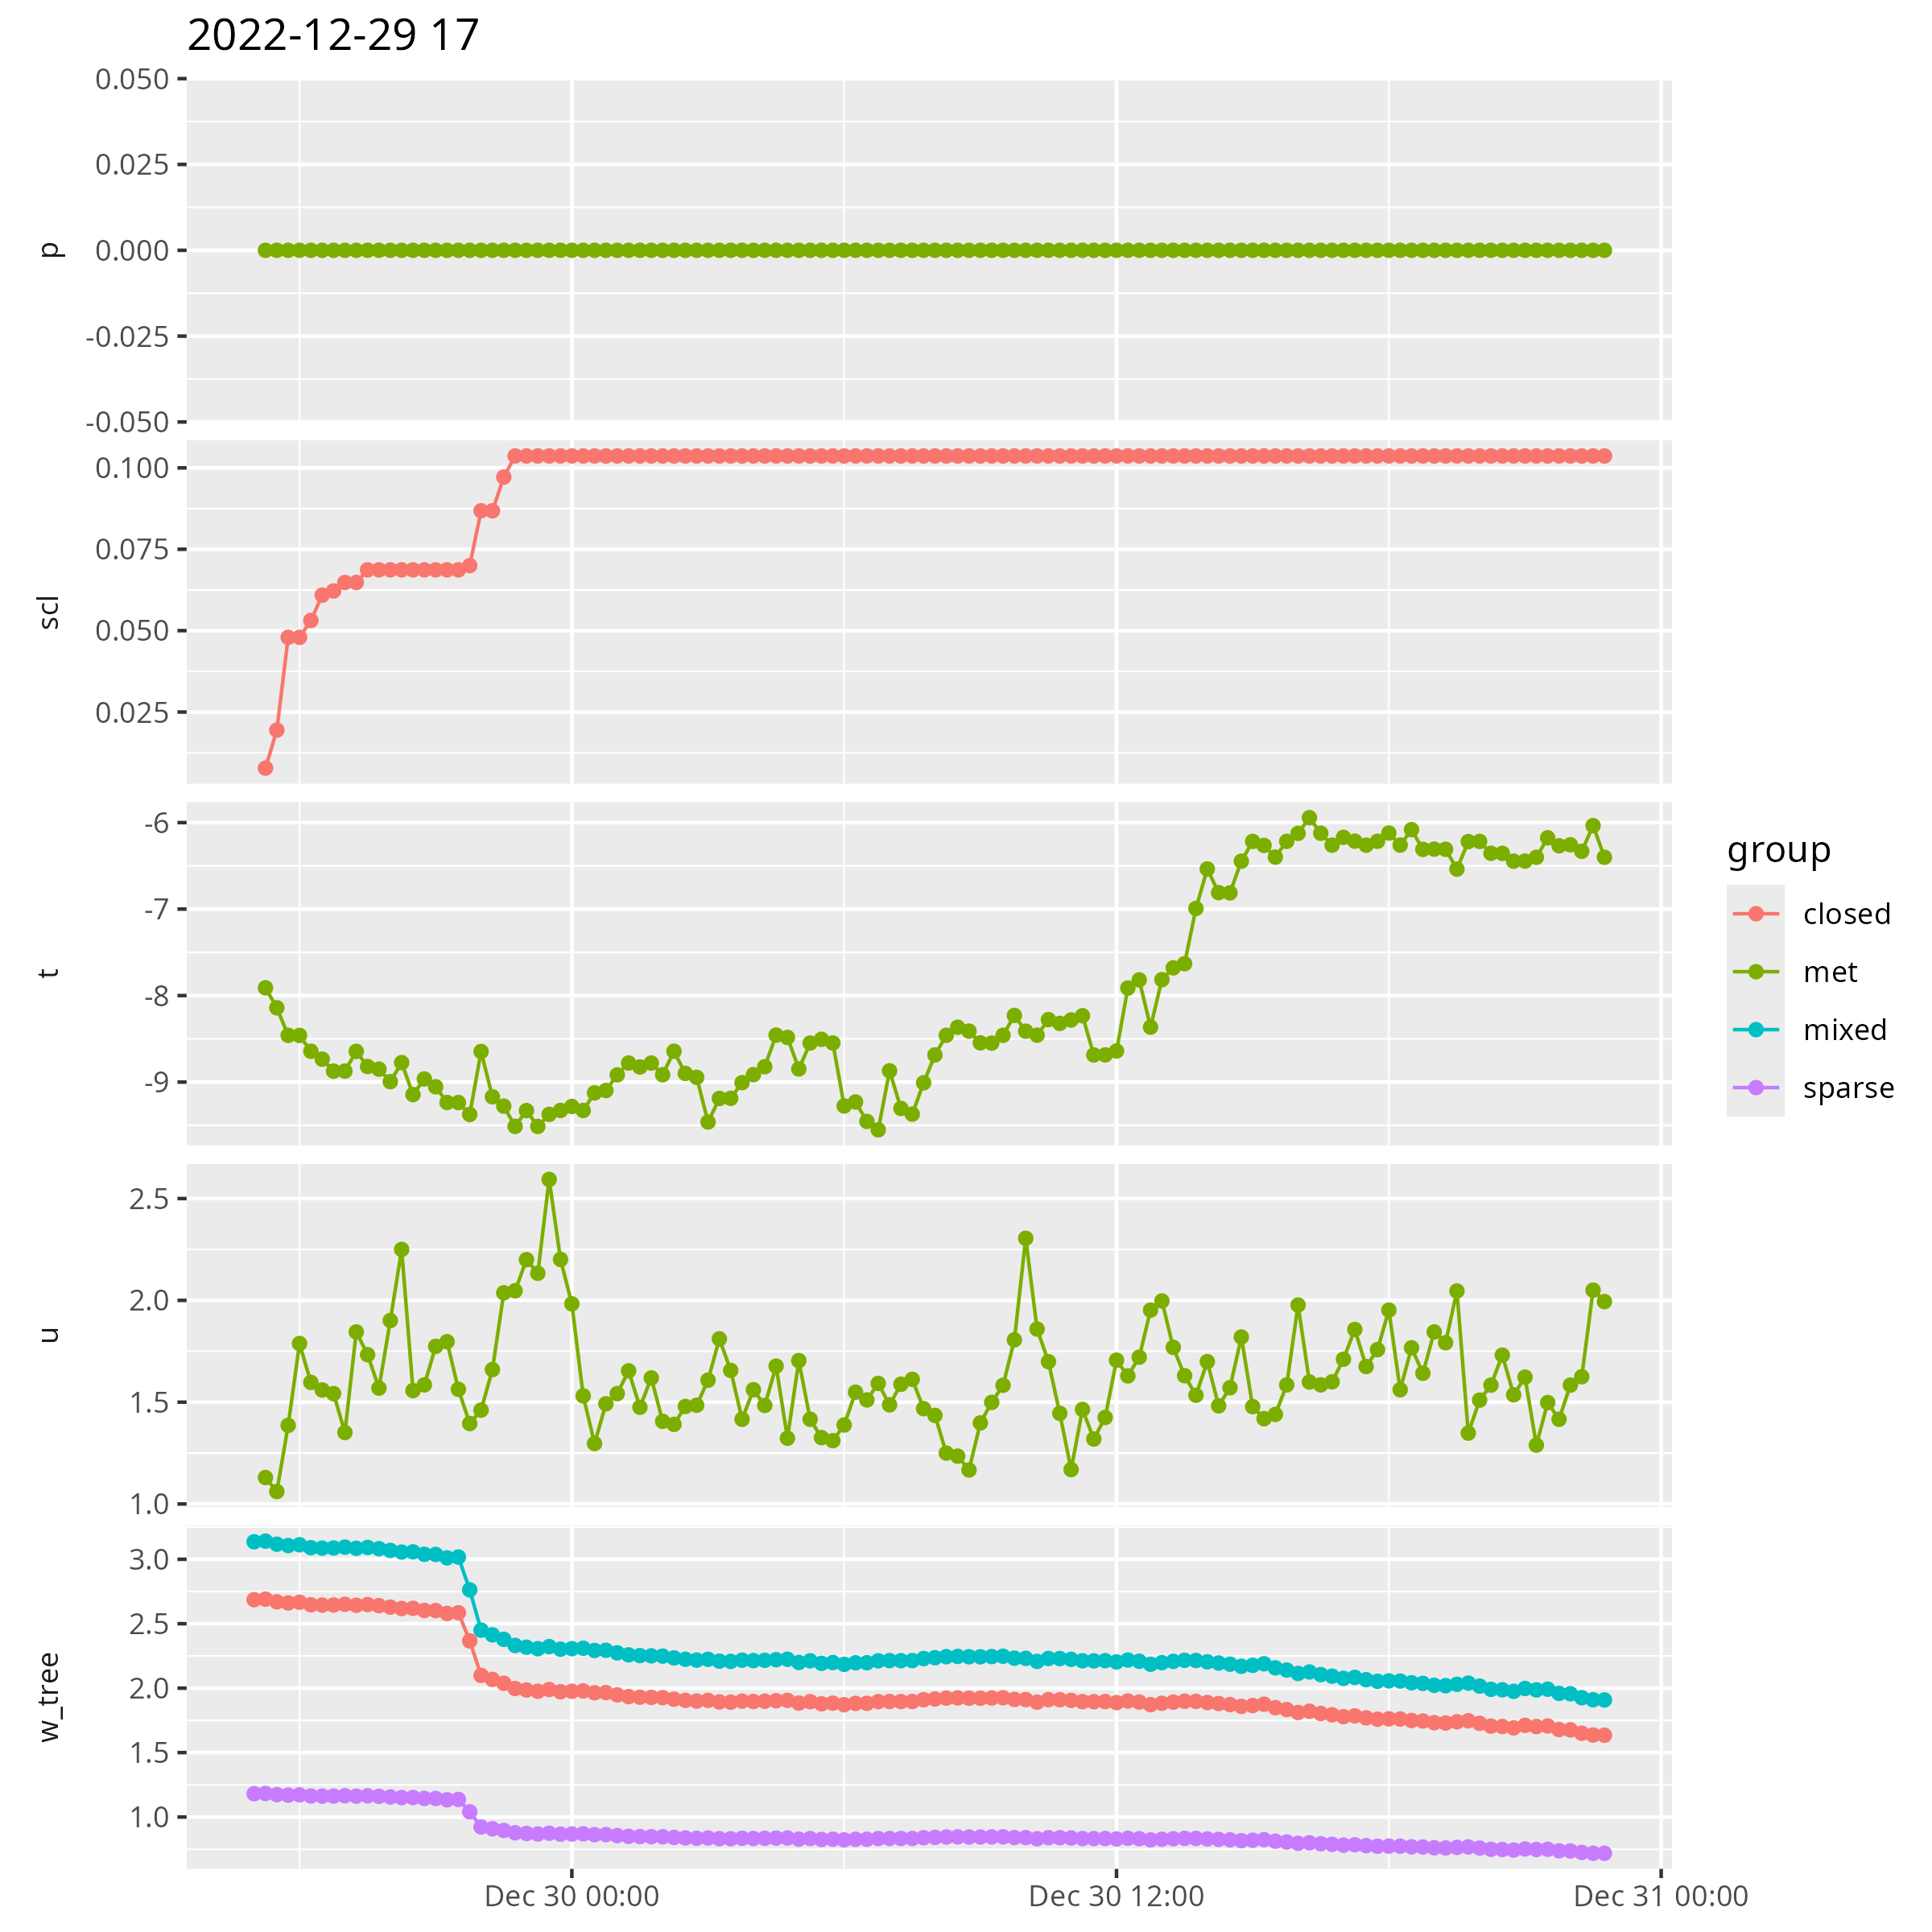 2022-12-29 17
0.050
0.025
0.000
-0.025
-0.050
p
0.100
0.075
0.050
0.025
scl
-6
-7
-8
-9
t
2.5
2.0
1.5
1.0
u
3.0
2.5
2.0
1.5
1.0
w_tree
Dec 30 00:00
Dec 30 12:00
Dec 31 00:00
group
closed
met
mixed
sparse